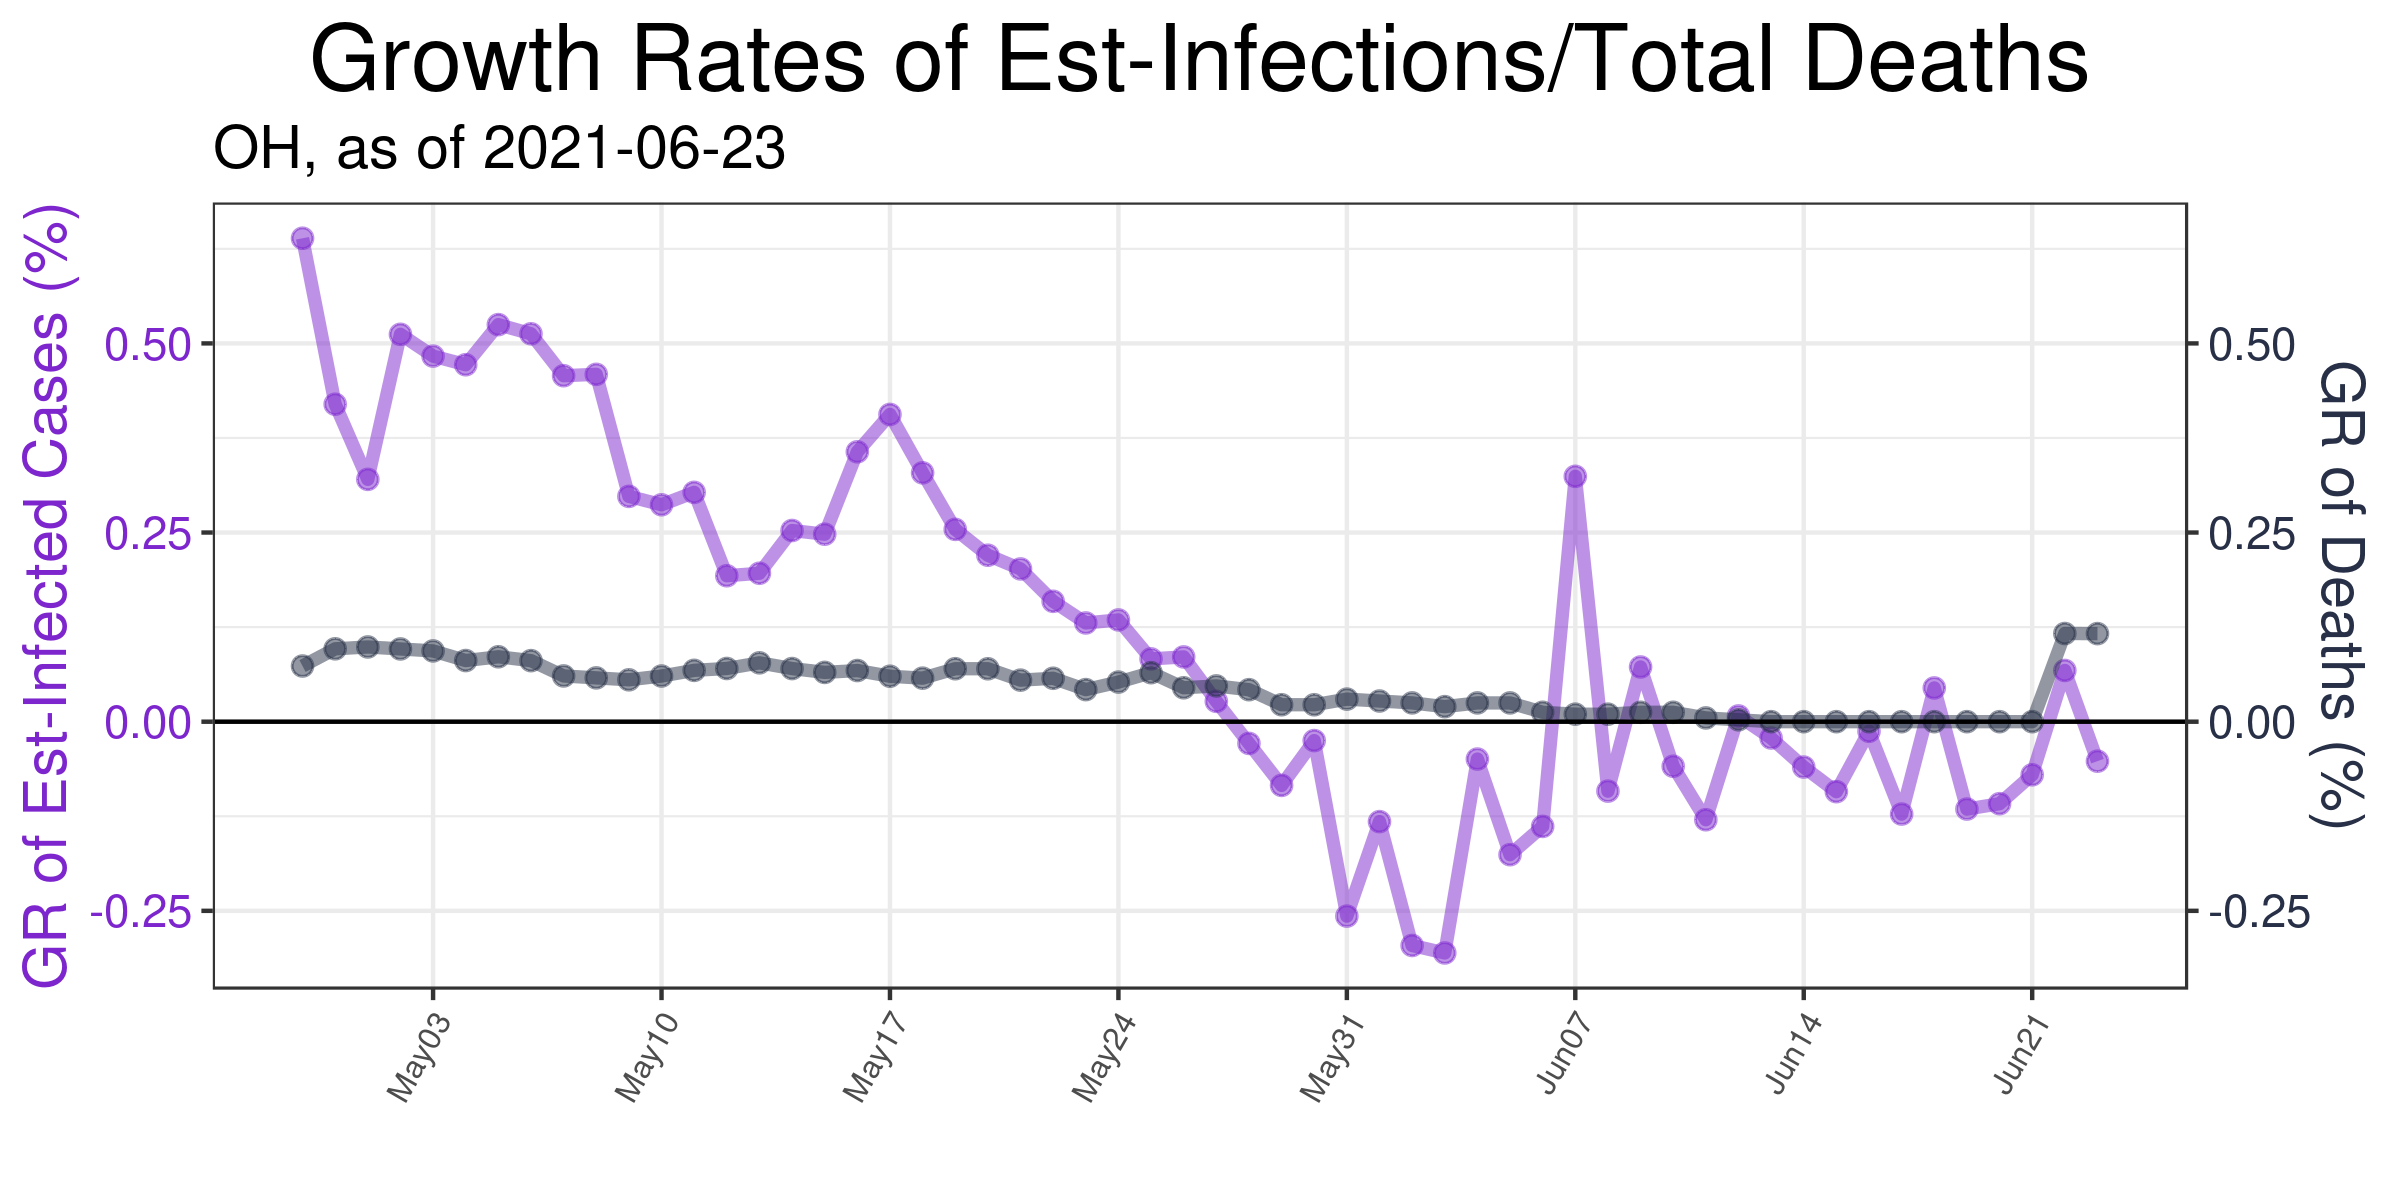 Growth Rates of Est-Infections/Total Deaths
OH, as of 2021-06-23
GR of Est-Infected Cases (%)
0.50
0.25
0.00
-0.25
0.50
0.25
0.00
-0.25
GR of Deaths (%)
May03
May10
May17
May24
May31
Jun07
Jun14
Jun21